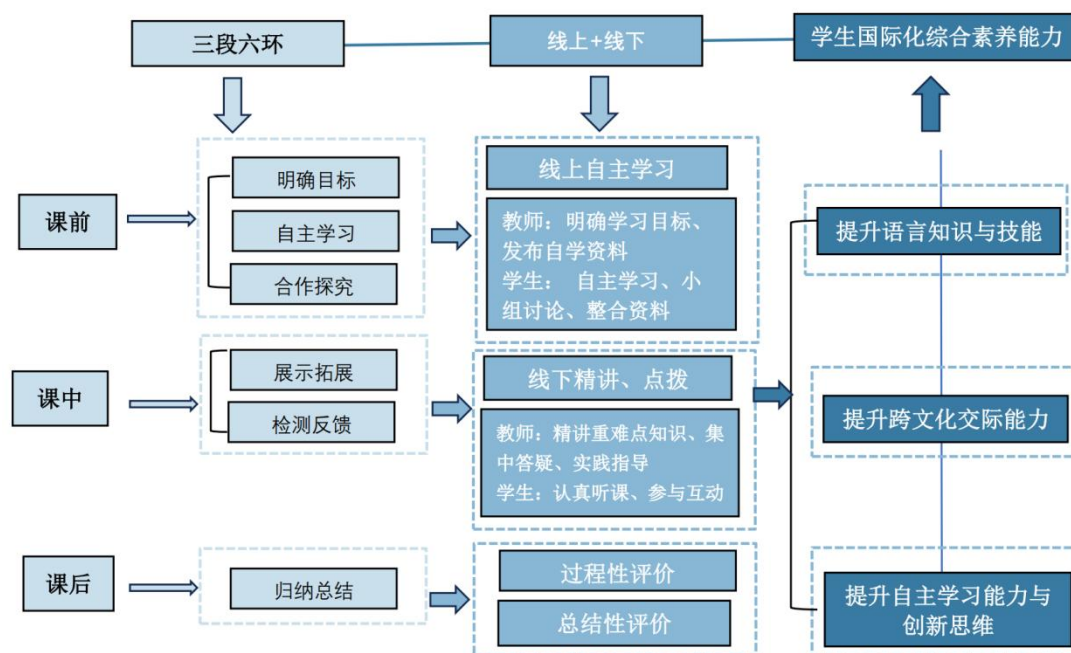 三段六环
线上+线下
学生国际化综合素养能力
课前
明确目标
自主学习
合作探究
线上自主学习
教师：明确学习目标、
发布自学资料
学生： 自主学习、小
组讨论、整合资料
提升语言知识与技能
课中
展示拓展
检测反馈
线下精讲、点拨
教师：精讲重难点知识、集
中答疑、实践指导
学生：认真听课、参与互动
提升跨文化交际能力
课后
归纳总结
过程性评价
总结性评价
提升自主学习能力与
创新思维